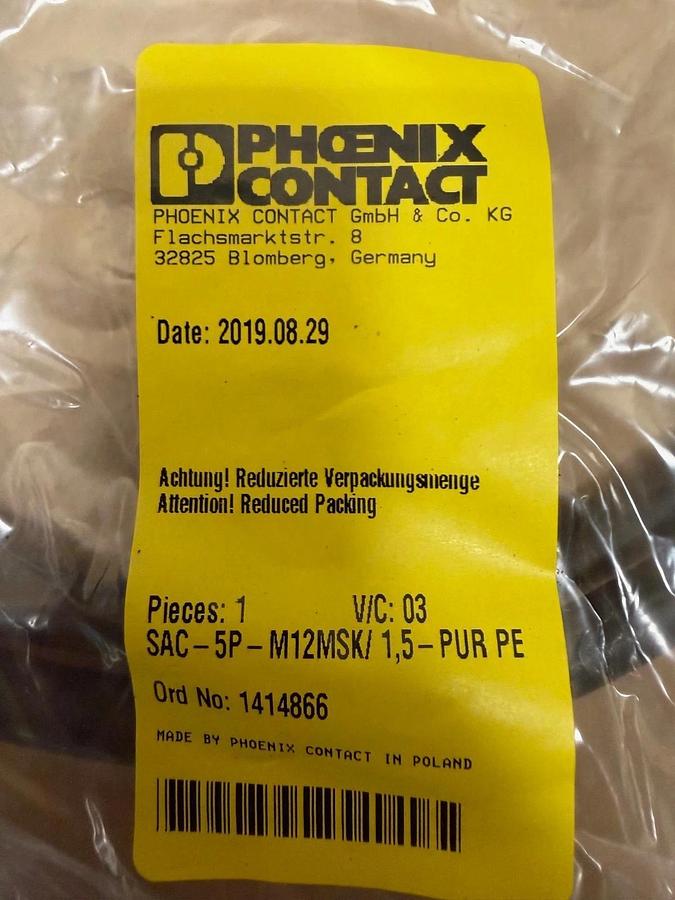 PHŒNIX
CONTACT
PHOENIX CONTACT GmbH & Co. KG
Flachsmarktstr. 8
32825 Blomberg, Germany
Date: 2019.08.29
Achtung! Reduzierte Verpackungsmenge
Attention! Reduced Packing
Pieces: 1 V/C: 03
SAC-5P-M12MSK/ 1,5-PUR PE
Ord No: 1414866
MADE BY PHOENIX CONTACT IN POLAND